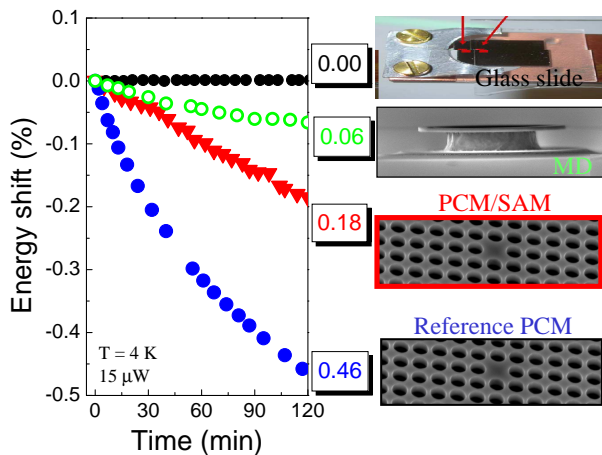 0.1
0.0
-0.1
-0.2
-0.3
-0.4
-0.5
Energy shift (%)
T = 4 K
15 μW
0 30 60 90 120
Time (min)
0.00
0.06
0.18
0.46
Glass slide
MD
PCM/SAM
Reference PCM